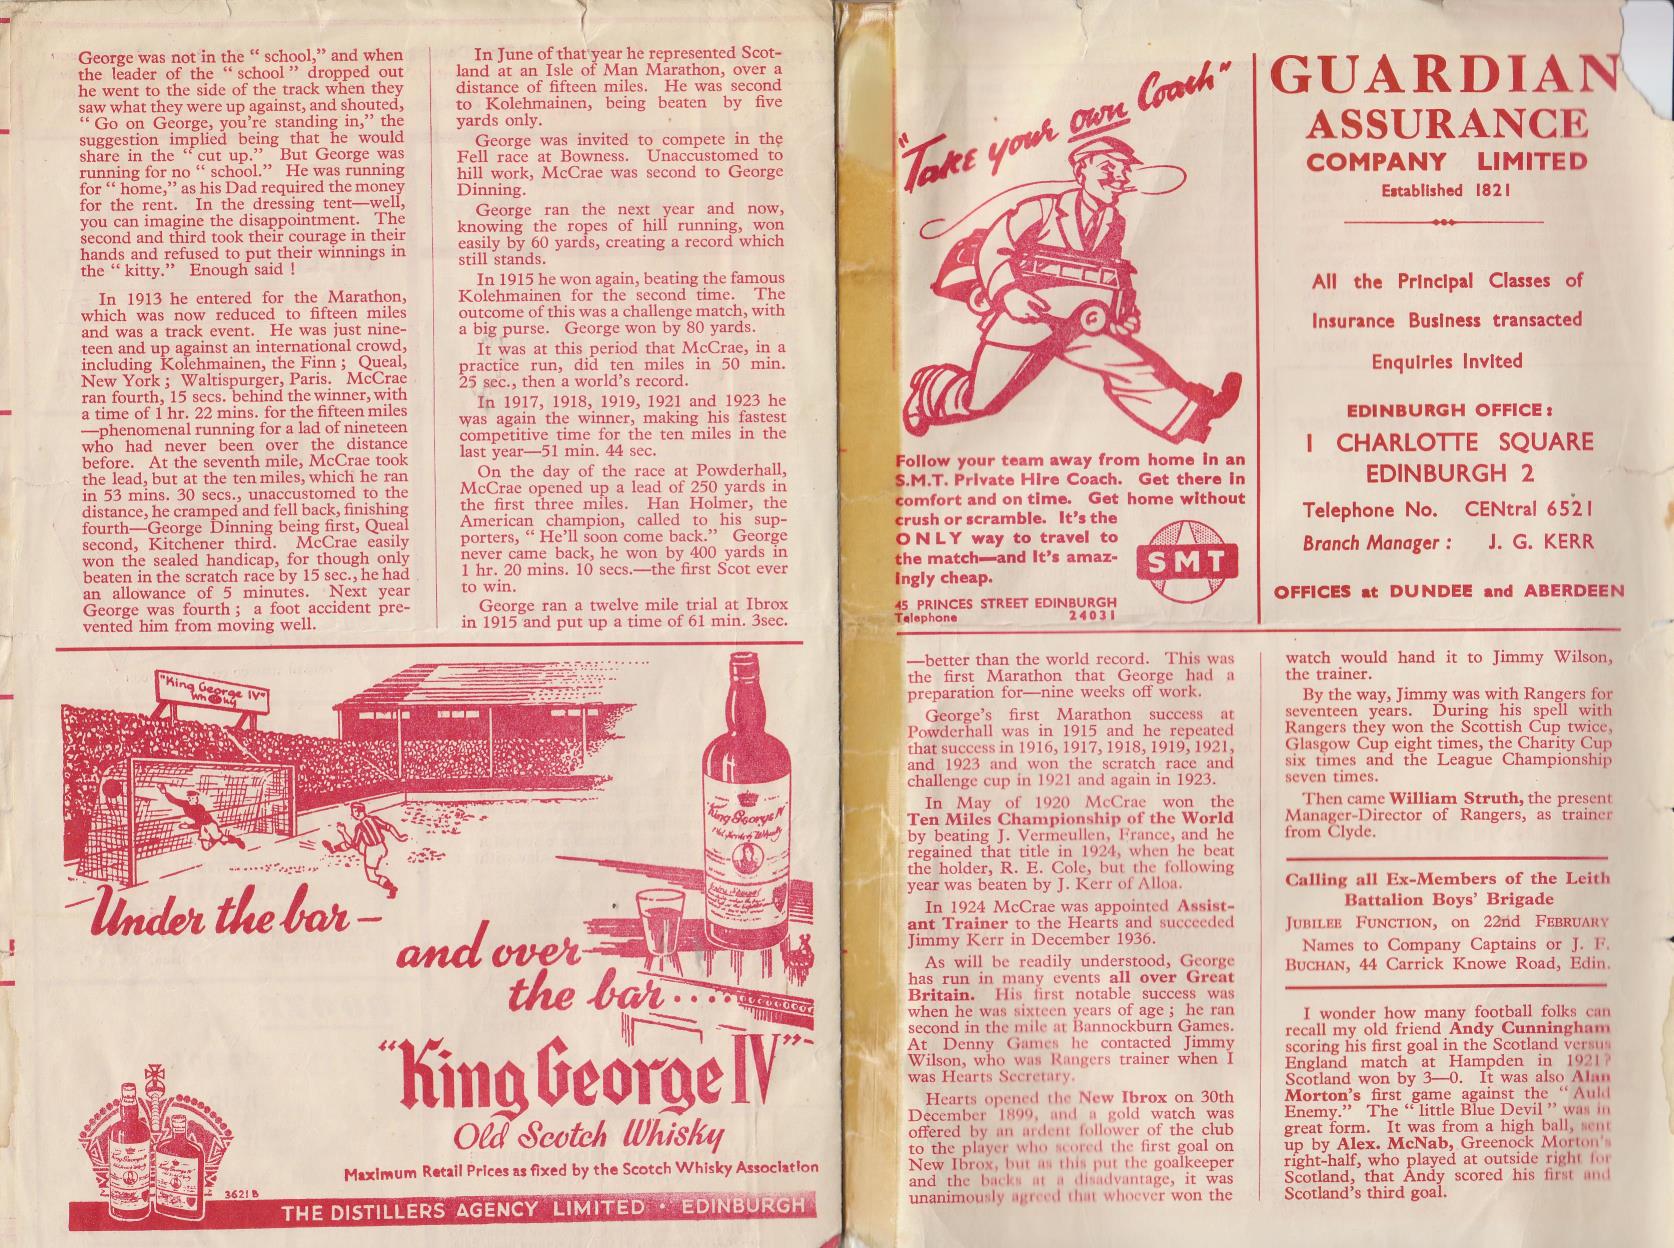 George was not in the “ school,” and when
the leader of the “ school ” dropped out
he went to the side of the track when they
saw what they were up against, and shouted,
“ Go on George, you're standing in,” the
suggestion implied being that he would
share in the “ cut up.” But George was
running for no “ school.” He was running
for “ home,” as his Dad required the money
for the rent. In the dressing tent—well,
you can imagine the disappointment. The
second and third took their courage in their
hands and refused to put their winnings in
the “ kitty.” Enough said !
In 1913 he entered for the Marathon,
which was now reduced to fifteen miles
and was a track event. He was just nine-
teen and up against an international crowd,
including Kolehmainen, the Finn ; Queal,
New York ; Waltispurger, Paris. McCrae
ran fourth, 15 secs. behind the winner, with
a time of 1 hr. 22 mins. for the fifteen miles
—phenomenal running for a lad of nineteen
who had never been over the distance
before. At the seventh mile, McCrae took
the lead, but at the ten miles, which he ran
in 53 mins. 30 secs., unaccustomed to the
distance, he cramped and fell back, finishing
fourth—George Dinning being first, Queal
second, Kitchener third. McCrae easily
won the sealed handicap, for though only
beaten in the scratch race by 15 sec., he had
an allowance of 5 minutes. Next year
George was fourth ; a foot accident pre-
vented him from moving well.
In June of that year he represented Scot-
land at an Isle of Man Marathon, over a
distance of fifteen miles. He was second
to Kolehmainen, being beaten by five
yards only.
George was invited to compete in the
Fell race at Bowness. Unaccustomed to
hill work, McCrae was second to George
Dinning.
George ran the next year and now,
knowing the ropes of hill running, won
easily by 60 yards, creating a record which
still stands.
In 1915 he won again, beating the famous
Kolehmainen for the second time. The
outcome of this was a challenge match, with
a big purse. George won by 80 yards.
It was at this period that McCrae, in a
practice run, did ten miles in 50 min.
25 sec., then a world's record.
In 1917, 1918, 1919, 1921 and 1923 he
was again the winner, making his fastest
competitive time for the ten miles in the
last year—51 min. 44 sec.
On the day of the race at Powderhall,
McCrae opened up a lead of 250 yards in
the first three miles. Han Holmer, the
American champion, called to his sup-
porters, “ He'll soon come back.” George
never came back, he won by 400 yards in
1 hr. 20 mins. 10 secs.—the first Scot ever
to win.
George ran a twelve mile trial at Ibrox
in 1915 and put up a time of 61 min. 3sec.
"King George IV"
Whisky
King George IV
Old Scotch Whisky
Under the bar —
and over
the bar . . . .
“King George IV”
Old Scotch Whisky
Maximum Retail Prices as fixed by the Scotch Whisky Association
3621 B
THE DISTILLERS AGENCY LIMITED · EDINBURGH
"Take your own Coach"
Follow your team away from home in an
S.M.T. Private Hire Coach. Get there in
comfort and on time. Get home without
crush or scramble. It's the
ONLY way to travel to
the match—and it's amaz-
ingly cheap.
SMT
45 PRINCES STREET EDINBURGH
Telephone 24031
GUARDIAN
ASSURANCE
COMPANY LIMITED
Established 1821
All the Principal Classes of
Insurance Business transacted
Enquiries Invited
EDINBURGH OFFICE :
1 CHARLOTTE SQUARE
EDINBURGH 2
Telephone No. CENtral 6521
Branch Manager : J. G. KERR
OFFICES at DUNDEE and ABERDEEN
—better than the world record. This was
the first Marathon that George had a
preparation for—nine weeks off work.
George's first Marathon success at
Powderhall was in 1915 and he repeated
that success in 1916, 1917, 1918, 1919, 1921,
and 1923 and won the scratch race and
challenge cup in 1921 and again in 1923.
In May of 1920 McCrae won the
Ten Miles Championship of the World
by beating J. Vermeullen, France, and he
regained that title in 1924, when he beat
the holder, R. E. Cole, but the following
year was beaten by J. Kerr of Alloa.
In 1924 McCrae was appointed Assist-
ant Trainer to the Hearts and succeeded
Jimmy Kerr in December 1936.
As will be readily understood, George
has run in many events all over Great
Britain. His first notable success was
when he was sixteen years of age ; he ran
second in the mile at Bannockburn Games.
At Denny Games he contacted Jimmy
Wilson, who was Rangers trainer when I
was Hearts Secretary.
Hearts opened the New Ibrox on 30th
December 1899, and a gold watch was
offered by an ardent follower of the club
to the player who scored the first goal on
New Ibrox, but as this put the goalkeeper
and the backs at a disadvantage, it was
unanimously agreed that whoever won the
watch would hand it to Jimmy Wilson,
the trainer.
By the way, Jimmy was with Rangers for
seventeen years. During his spell with
Rangers they won the Scottish Cup twice,
Glasgow Cup eight times, the Charity Cup
six times and the League Championship
seven times.
Then came William Struth, the present
Manager-Director of Rangers, as trainer
from Clyde.
Calling all Ex-Members of the Leith
Battalion Boys' Brigade
JUBILEE FUNCTION, on 22nd FEBRUARY
Names to Company Captains or J. F.
BUCHAN, 44 Carrick Knowe Road, Edin.
I wonder how many football folks can
recall my old friend Andy Cunningham
scoring his first goal in the Scotland versus
England match at Hampden in 1921?
Scotland won by 3—0. It was also Alan
Morton's first game against the “ Auld
Enemy.” The “ little Blue Devil ” was in
great form. It was from a high ball, sent
up by Alex. McNab, Greenock Morton's
right-half, who played at outside right for
Scotland, that Andy scored his first and
Scotland's third goal.